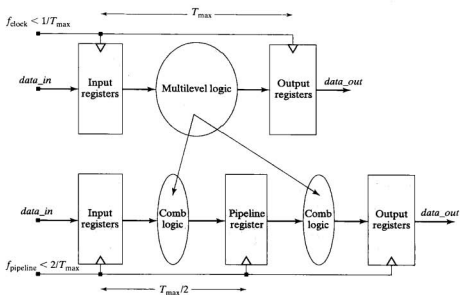 T_max
f_clock < 1/T_max
data_in
Input
registers
Multilevel logic
Output
registers
data_out
data_in
Input
registers
Comb
logic
Pipeline
register
Comb
logic
Output
registers
data_out
f_pipeline < 2/T_max
T_max/2